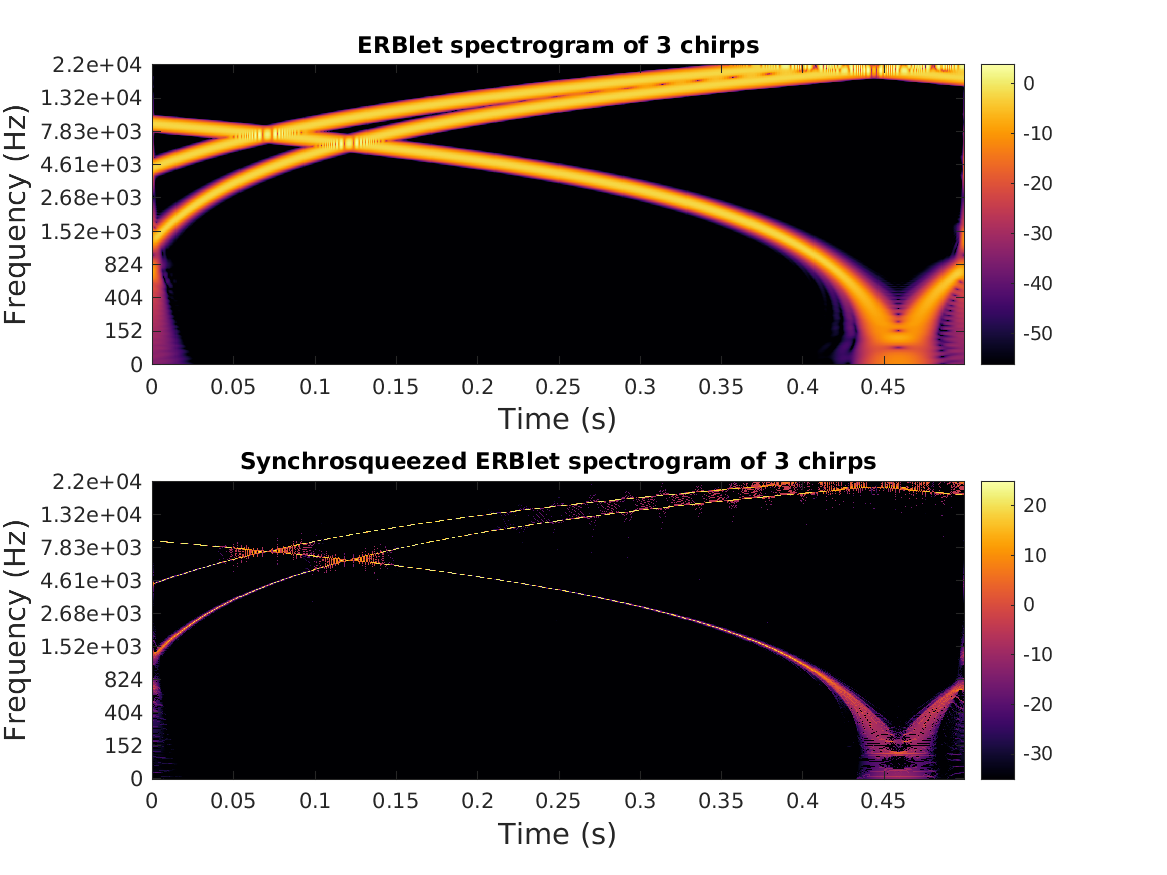 ERBlet spectrogram of 3 chirps
Frequency (Hz)
2.2e+04
1.32e+04
7.83e+03
4.61e+03
2.68e+03
1.52e+03
824
404
152
0
0 0.05 0.1 0.15 0.2 0.25 0.3 0.35 0.4 0.45
Time (s)
0
-10
-20
-30
-40
-50
Synchrosqueezed ERBlet spectrogram of 3 chirps
Frequency (Hz)
2.2e+04
1.32e+04
7.83e+03
4.61e+03
2.68e+03
1.52e+03
824
404
152
0
0 0.05 0.1 0.15 0.2 0.25 0.3 0.35 0.4 0.45
Time (s)
20
10
0
-10
-20
-30